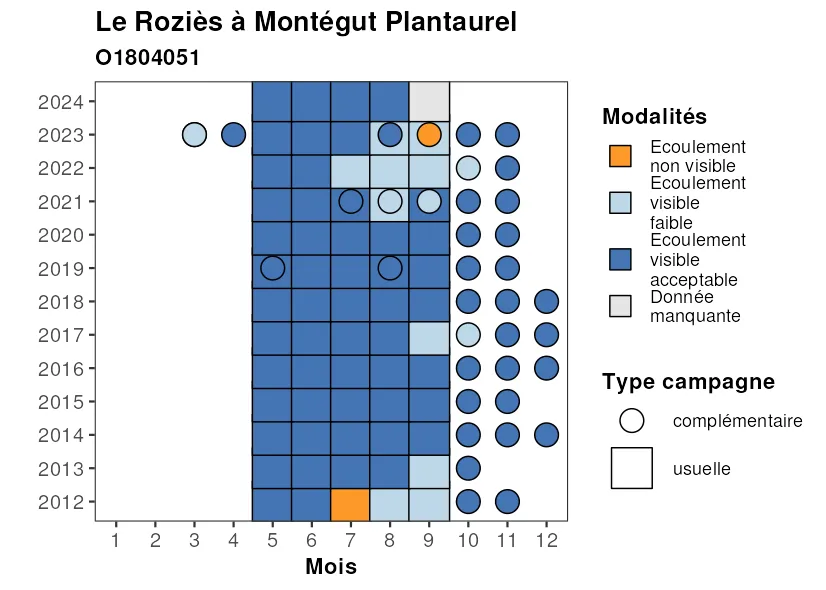 Le Roziès à Montégut Plantaurel
O1804051
2024
2023
2022
2021
2020
2019
2018
2017
2016
2015
2014
2013
2012
1 2 3 4 5 6 7 8 9 10 11 12
Mois
Modalités
Ecoulement
non visible
Ecoulement
visible
faible
Ecoulement
visible
acceptable
Donnée
manquante
Type campagne
complémentaire
usuelle